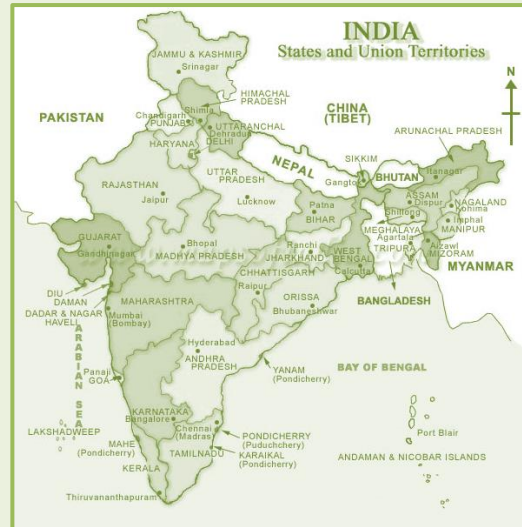 INDIA
States and Union Territories
N
JAMMU & KASHMIR
Srinagar
HIMACHAL
PRADESH
Shimla
CHINA
(TIBET)
PAKISTAN
Chandigarh
PUNJAB
UTTARANCHAL
Dehradun
DELHI
HARYANA
ARUNACHAL PRADESH
Itanagar
NEPAL
SIKKIM
Gangtok
BHUTAN
RAJASTHAN
Jaipur
UTTAR
PRADESH
Lucknow
ASSAM
Dispur
NAGALAND
Kohima
Shillong
MEGHALAYA
Imphal
MANIPUR
Patna
BIHAR
Agartala
TRIPURA
Aizawl
MIZORAM
GUJARAT
Gandhinagar
Bhopal
MADHYA PRADESH
Ranchi
JHARKHAND
WEST
BENGAL
Calcutta
MYANMAR
CHHATTISGARH
Raipur
BANGLADESH
DIU
DAMAN
DADAR & NAGAR
HAVELI
MAHARASHTRA
Mumbai
(Bombay)
ORISSA
Bhubaneshwar
ARABIAN SEA
Hyderabad
ANDHRA
PRADESH
YANAM
(Pondicherry)
BAY OF BENGAL
Panaji
GOA
KARNATAKA
Bangalore
LAKSHADWEEP
Chennai
(Madras)
PONDICHERRY
(Puduchchery)
Port Blair
MAHE
(Pondicherry)
KARAIKAL
(Pondicherry)
TAMILNADU
ANDAMAN & NICOBAR ISLANDS
KERALA
Thiruvananthapuram